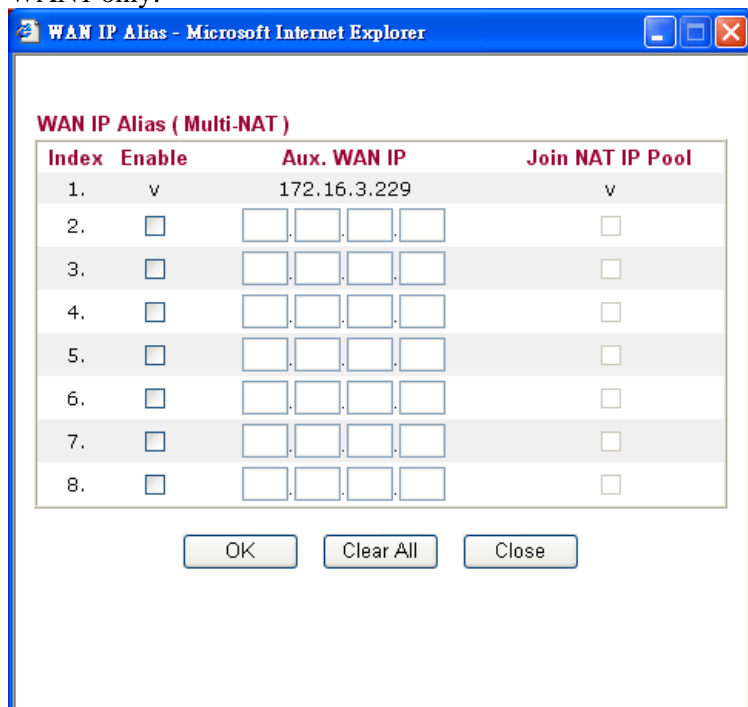 WAN IP Alias - Microsoft Internet Explorer
WAN IP Alias ( Multi-NAT )
Index Enable Aux. WAN IP Join NAT IP Pool
1. v 172.16.3.229 v
2. . . .
3. . . .
4. . . .
5. . . .
6. . . .
7. . . .
8. . . .
OK Clear All Close